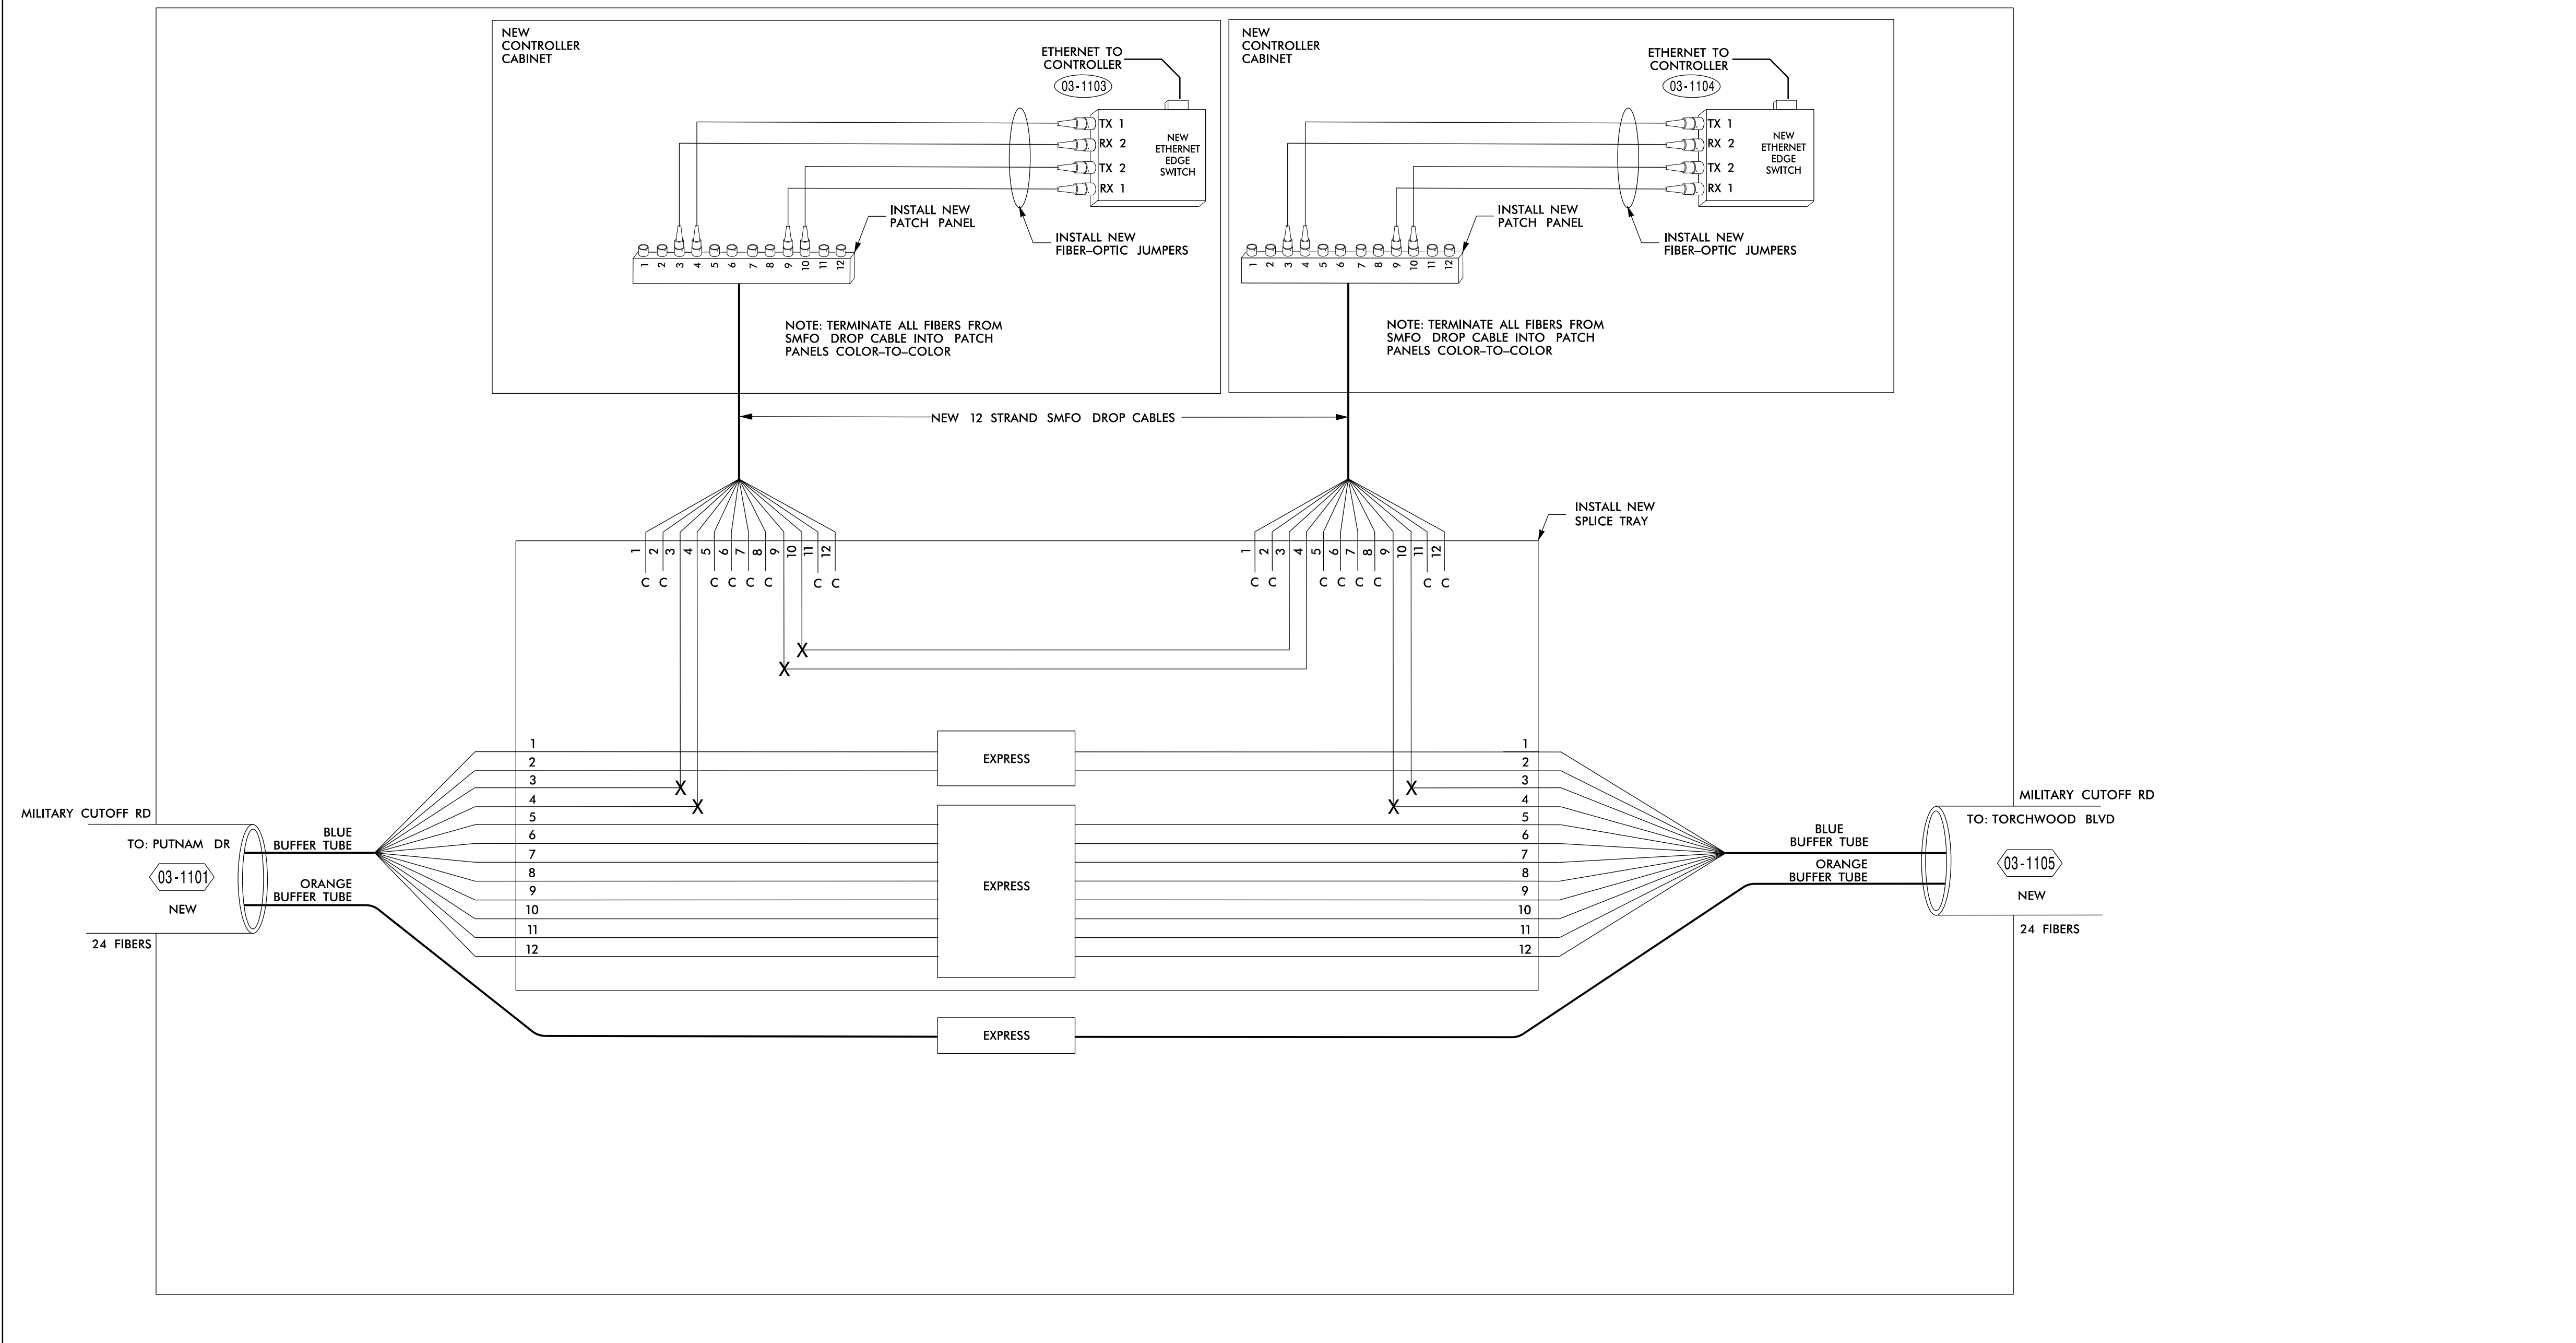 NEW
CONTROLLER
CABINET
ETHERNET TO
CONTROLLER
03-1103
TX 1
RX 2
TX 2
RX 1
NEW
ETHERNET
EDGE
SWITCH
INSTALL NEW
PATCH PANEL
INSTALL NEW
FIBER-OPTIC JUMPERS
1 2 3 4 5 6 7 8 9 10 11 12
NOTE: TERMINATE ALL FIBERS FROM
SMFO DROP CABLE INTO PATCH
PANELS COLOR-TO-COLOR
NEW
CONTROLLER
CABINET
ETHERNET TO
CONTROLLER
03-1104
TX 1
RX 2
TX 2
RX 1
NEW
ETHERNET
EDGE
SWITCH
INSTALL NEW
PATCH PANEL
INSTALL NEW
FIBER-OPTIC JUMPERS
1 2 3 4 5 6 7 8 9 10 11 12
NOTE: TERMINATE ALL FIBERS FROM
SMFO DROP CABLE INTO PATCH
PANELS COLOR-TO-COLOR
NEW 12 STRAND SMFO DROP CABLES
INSTALL NEW
SPLICE TRAY
1 2 3 4 5 6 7 8 9 10 11 12
C C C C C C C C
1 2 3 4 5 6 7 8 9 10 11 12
C C C C C C C C
X
X
X
X
X
X
1
2
3
4
5
6
7
8
9
10
11
12
EXPRESS
EXPRESS
EXPRESS
1
2
3
4
5
6
7
8
9
10
11
12
MILITARY CUTOFF RD
TO: PUTNAM DR
03-1101
NEW
24 FIBERS
BLUE
BUFFER TUBE
ORANGE
BUFFER TUBE
BLUE
BUFFER TUBE
ORANGE
BUFFER TUBE
MILITARY CUTOFF RD
TO: TORCHWOOD BLVD
03-1105
NEW
24 FIBERS